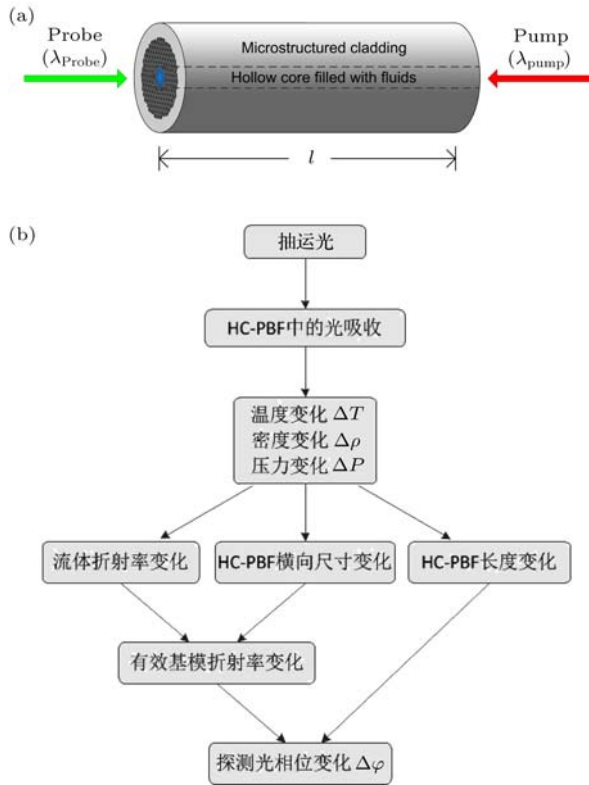 (a)
Probe
(λProbe)
Microstructured cladding
Hollow core filled with fluids
Pump
(λpump)
l
(b)
抽运光
HC-PBF中的光吸收
温度变化 ΔT
密度变化 Δρ
压力变化 ΔP
流体折射率变化
HC-PBF横向尺寸变化
HC-PBF长度变化
有效基模折射率变化
探测光相位变化 Δφ